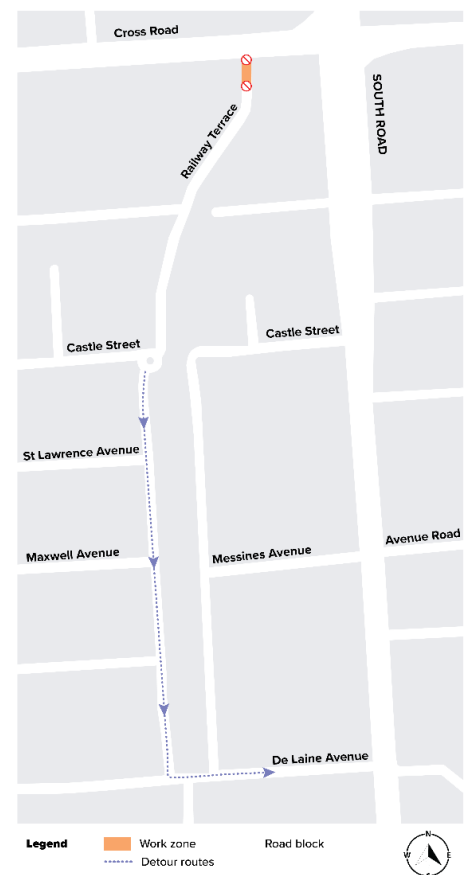 Cross Road
SOUTH ROAD
Railway Terrace
Castle Street
Castle Street
St Lawrence Avenue
Maxwell Avenue
Messines Avenue
Avenue Road
De Laine Avenue
Legend
Work zone
Road block
Detour routes
N
W
E